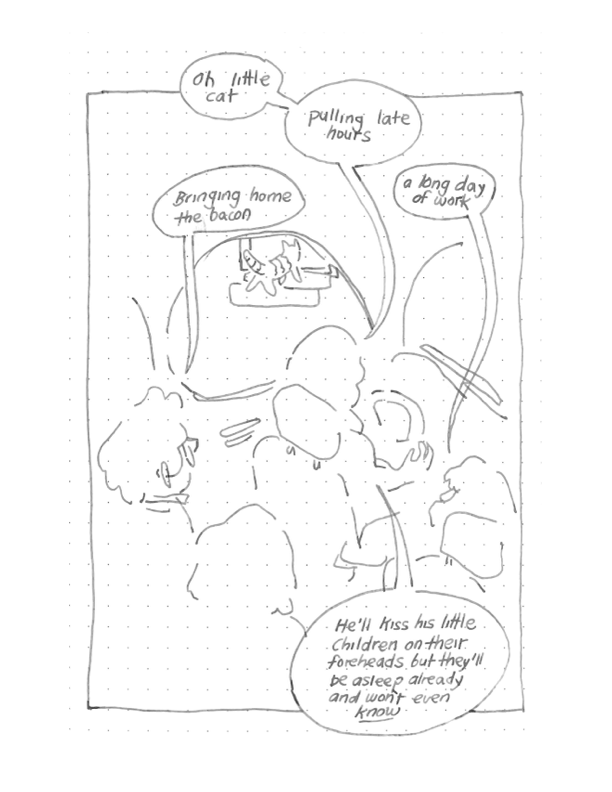 Oh little
cat
pulling late
hours
Bringing home
the bacon
a long day
of work
He'll kiss his little
children on their
foreheads but they'll
be asleep already
and won't even
know